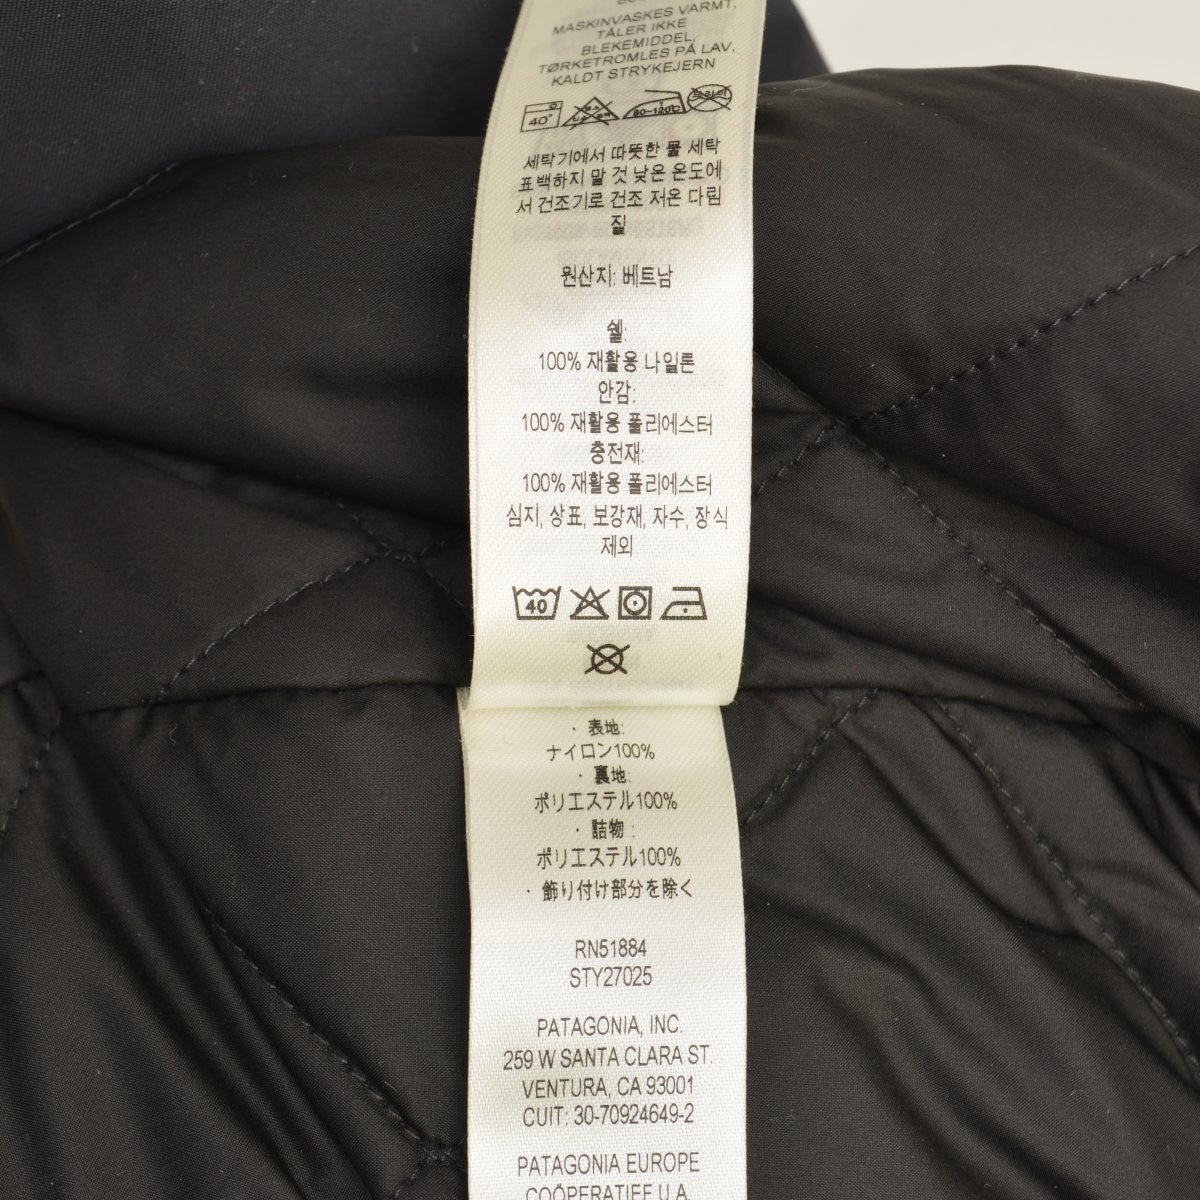 MASKINVASKES VARMT,
TÅLER IKKE
BLEKEMIDDEL,
TØRKETROMLES PÅ LAV,
KALDT STRYKEJERN
40°
80-120℃
세탁기에서 따뜻한 물 세탁
표백하지 말 것 낮은 온도에
서 건조기로 건조 저온 다림
질
원산지: 베트남
쉘:
100% 재활용 나일론
안감:
100% 재활용 폴리에스터
충전재:
100% 재활용 폴리에스터
심지, 상표, 보강재, 자수, 장식
제외
40
· 表地:
ナイロン100%
· 裏地:
ポリエステル100%
· 詰物 :
ポリエステル100%
· 飾り付け部分を除く
RN51884
STY27025
PATAGONIA, INC.
259 W SANTA CLARA ST.
VENTURA, CA 93001
CUIT: 30-70924649-2
PATAGONIA EUROPE
COÖPERATIEF U.A.